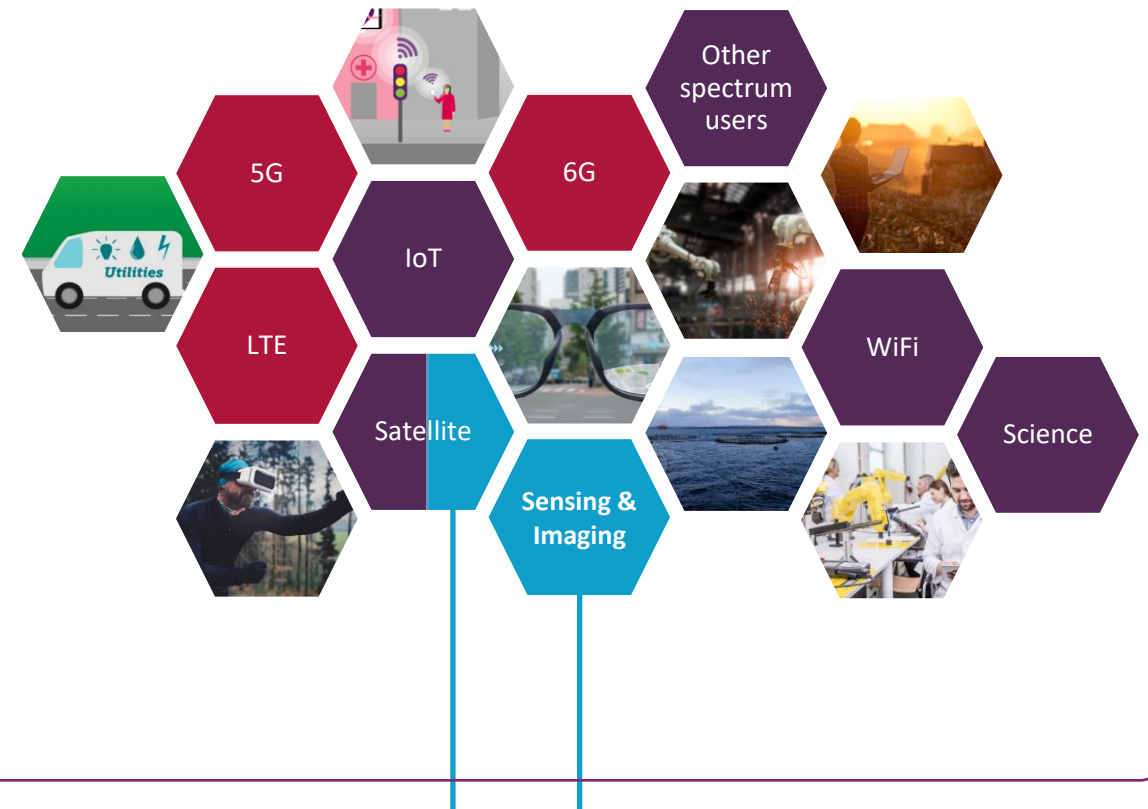 Other
spectrum
users
5G
6G
IoT
Utilities
LTE
WiFi
Satellite
Science
Sensing &
Imaging